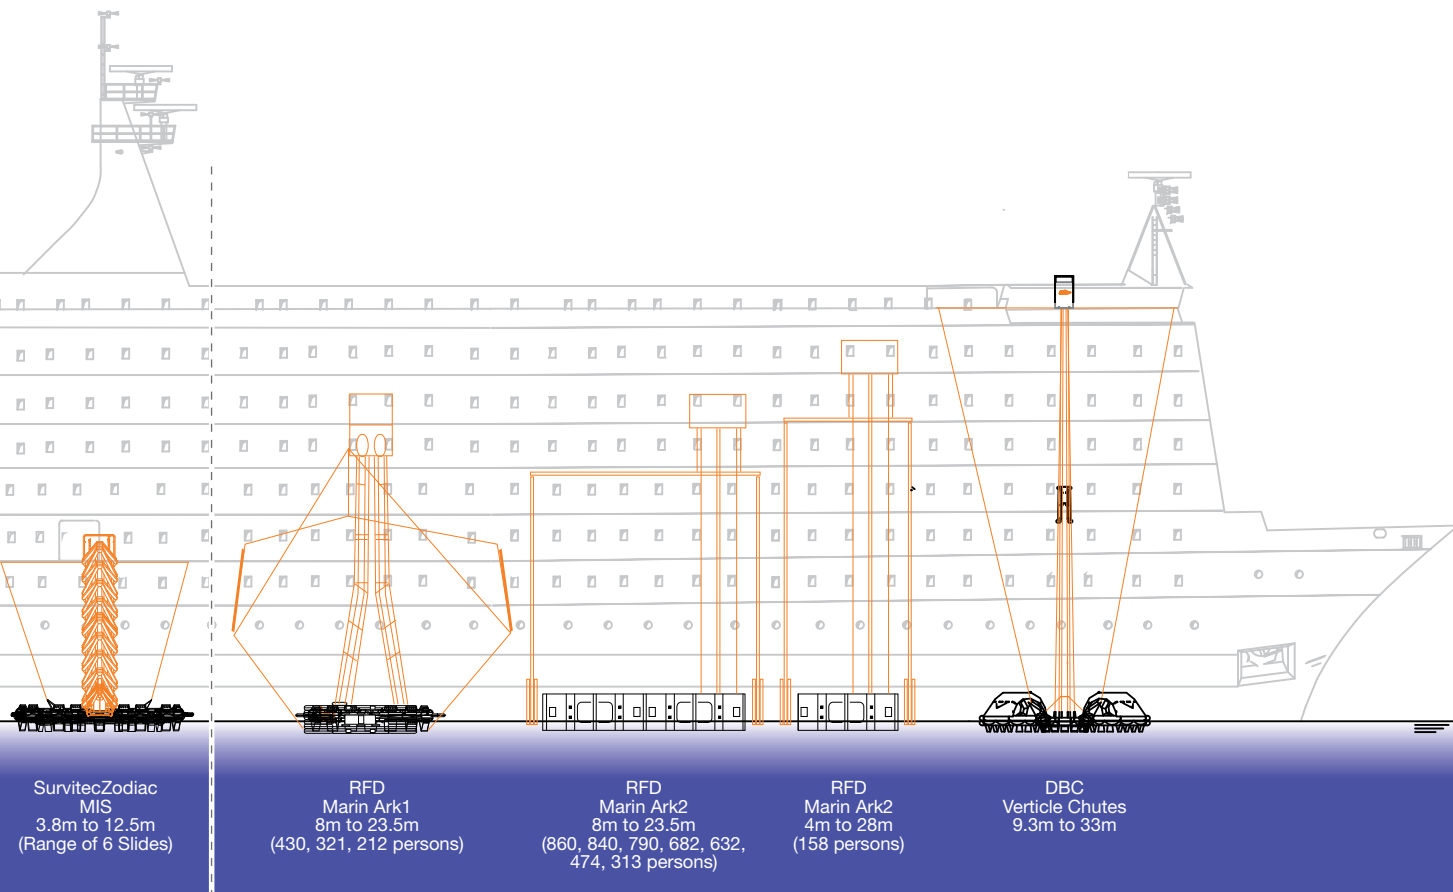 SurvitecZodiac
MIS
3.8m to 12.5m
(Range of 6 Slides)
RFD
Marin Ark1
8m to 23.5m
(430, 321, 212 persons)
RFD
Marin Ark2
8m to 23.5m
(860, 840, 790, 682, 632,
474, 313 persons)
RFD
Marin Ark2
4m to 28m
(158 persons)
DBC
Verticle Chutes
9.3m to 33m